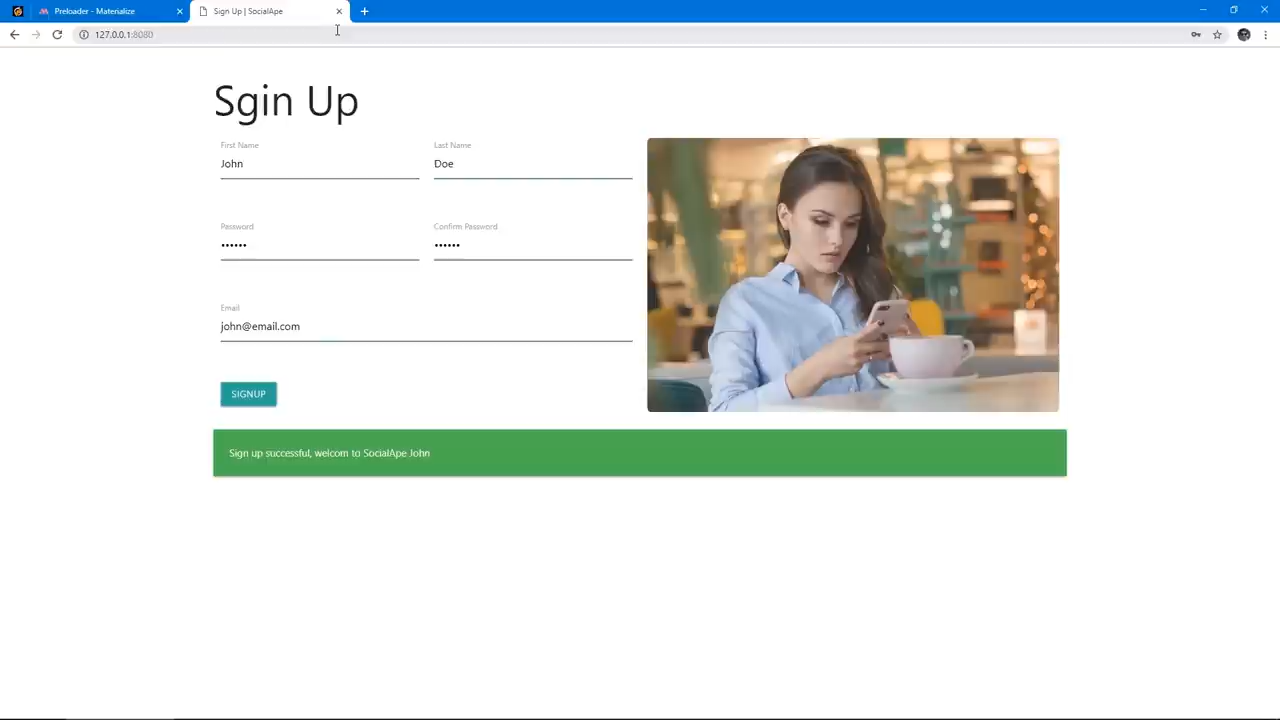 Preloader - Materialize
Sign Up | SocialApe
127.0.0.1:8080
Sgin Up
First Name
Last Name
John
Doe
Password
Confirm Password
••••••
••••••
Email
john@email.com
SIGNUP
Sign up successful, welcom to SocialApe John